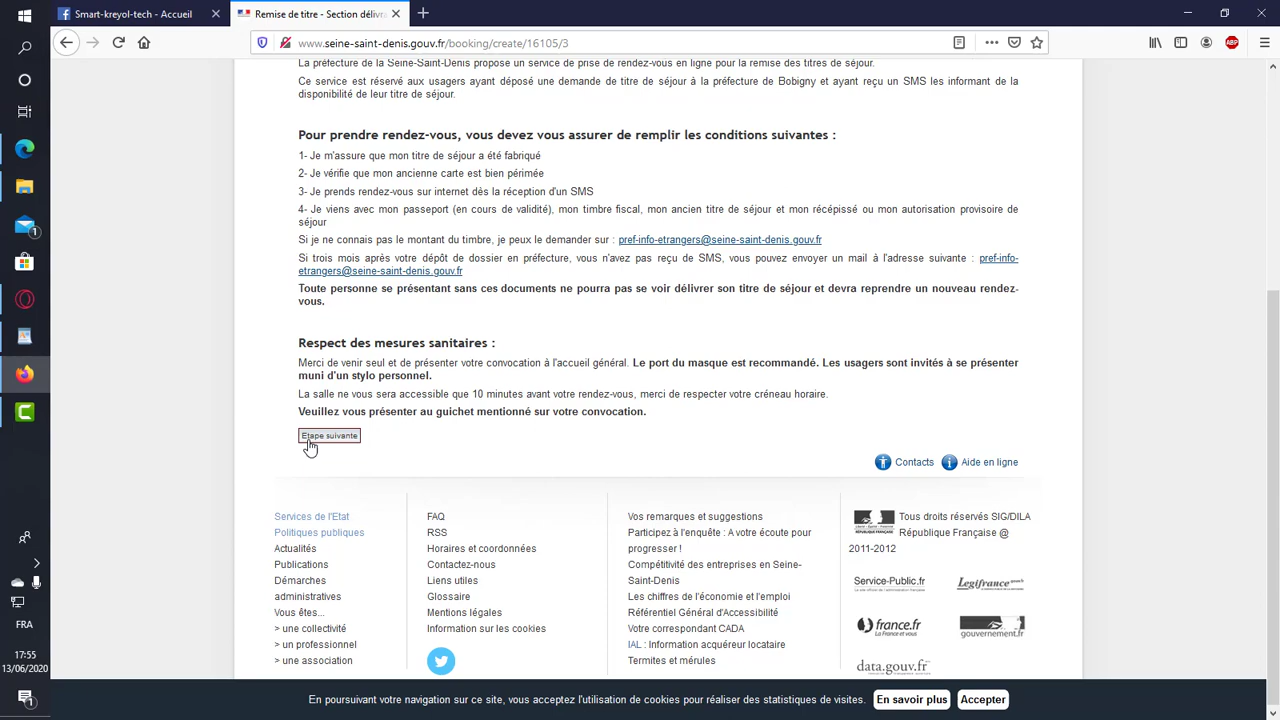 Smart-kreyol-tech - Accueil
Remise de titre - Section déliv
www.seine-saint-denis.gouv.fr/booking/create/16105/3
ABP
La préfecture de la Seine-Saint-Denis propose un service de prise de rendez-vous en ligne pour la remise des titres de séjour.
Ce service est réservé aux usagers ayant déposé une demande de titre de séjour à la préfecture de Bobigny et ayant reçu un SMS les informant de la
disponibilité de leur titre de séjour.
Pour prendre rendez-vous, vous devez vous assurer de remplir les conditions suivantes :
1- Je m'assure que mon titre de séjour a été fabriqué
2- Je vérifie que mon ancienne carte est bien périmée
3- Je prends rendez-vous sur internet dès la réception d'un SMS
4- Je viens avec mon passeport (en cours de validité), mon timbre fiscal, mon ancien titre de séjour et mon récépissé ou mon autorisation provisoire de
séjour
Si je ne connais pas le montant du timbre, je peux le demander sur : pref-info-etrangers@seine-saint-denis.gouv.fr
Si trois mois après votre dépôt de dossier en préfecture, vous n'avez pas reçu de SMS, vous pouvez envoyer un mail à l'adresse suivante : pref-info-
etrangers@seine-saint-denis.gouv.fr
Toute personne se présentant sans ces documents ne pourra pas se voir délivrer son titre de séjour et devra reprendre un nouveau rendez-
vous.
Respect des mesures sanitaires :
Merci de venir seul et de présenter votre convocation à l'accueil général. Le port du masque est recommandé. Les usagers sont invités à se présenter
muni d'un stylo personnel.
La salle ne vous sera accessible que 10 minutes avant votre rendez-vous, merci de respecter votre créneau horaire.
Veuillez vous présenter au guichet mentionné sur votre convocation.
Etape suivante
Contacts
Aide en ligne
Services de l'Etat
Politiques publiques
Actualités
Publications
Démarches
administratives
Vous êtes...
> une collectivité
> un professionnel
> une association
FAQ
RSS
Horaires et coordonnées
Contactez-nous
Liens utiles
Glossaire
Mentions légales
Information sur les cookies
Vos remarques et suggestions
Participez à l'enquête : A votre écoute pour
progresser !
Compétitivité des entreprises en Seine-
Saint-Denis
Les chiffres de l'économie et l'emploi
Référentiel Général d'Accessibilité
Votre correspondant CADA
IAL : Information acquéreur locataire
Termites et mérules
Tous droits réservés SIG/DILA
République Française @
2011-2012
Service-Public.fr
Legifrance.gouv.fr
france.fr
La France et vous
gouvernement.fr
data.gouv.fr
En poursuivant votre navigation sur ce site, vous acceptez l'utilisation de cookies pour réaliser des statistiques de visites.
En savoir plus
Accepter
1
FRA
17:55
13/06/2020
1